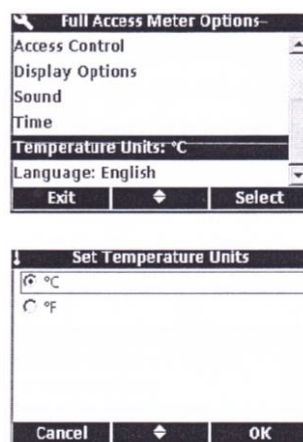 Full Access Meter Options
Access Control
Display Options
Sound
Time
Temperature Units: °C
Language: English
Exit
Select
Set Temperature Units
°C
°F
Cancel
OK